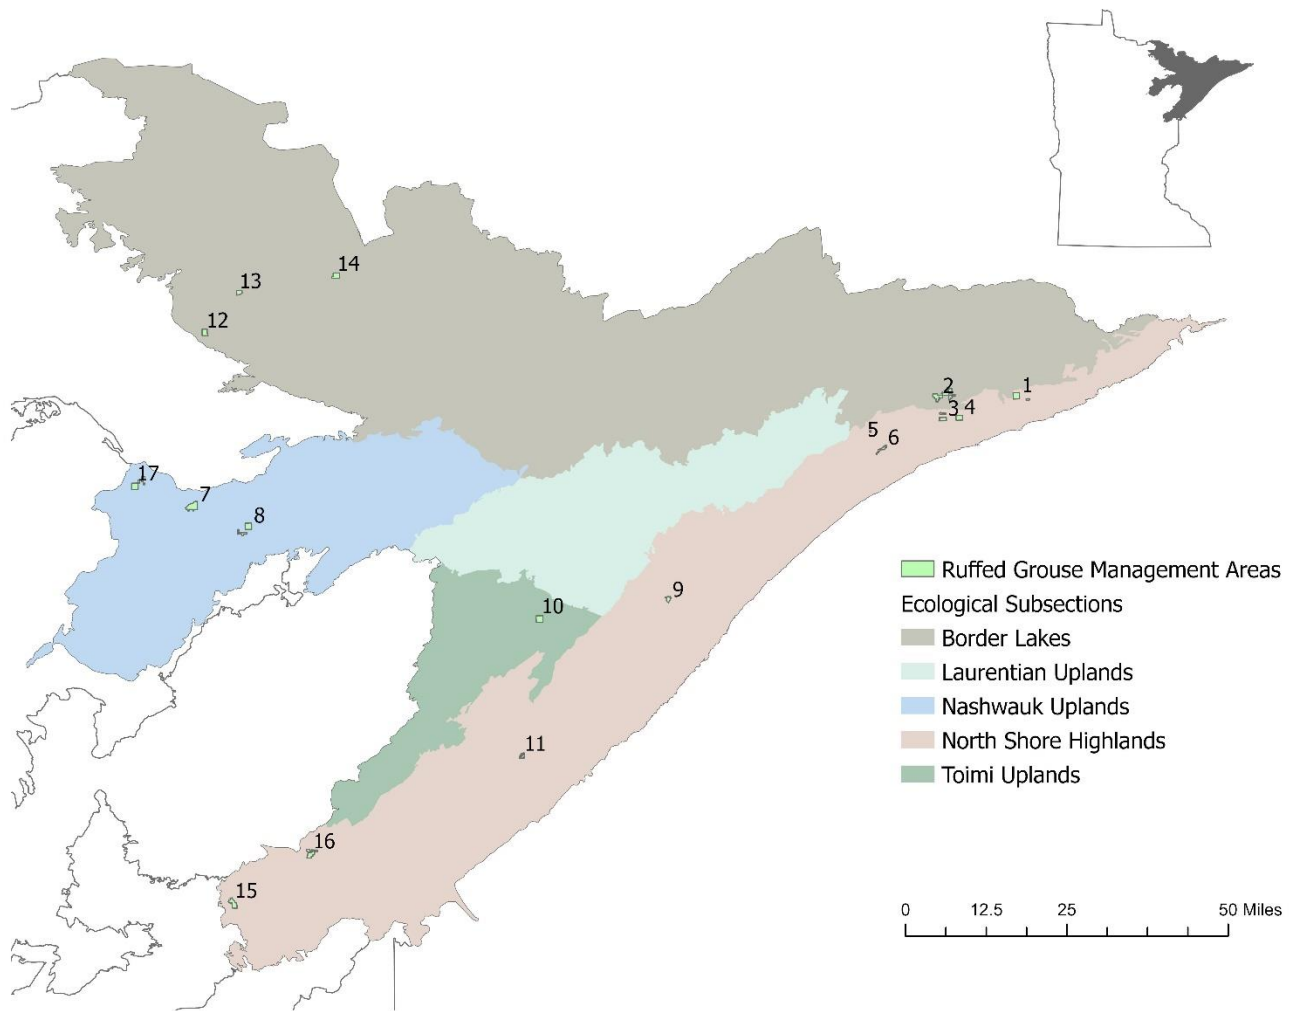 14
13
12
2
1
3 4
5
6
17
7
8
9
10
11
16
15
Ruffed Grouse Management Areas
Ecological Subsections
Border Lakes
Laurentian Uplands
Nashwauk Uplands
North Shore Highlands
Toimi Uplands
0 12.5 25 50 Miles